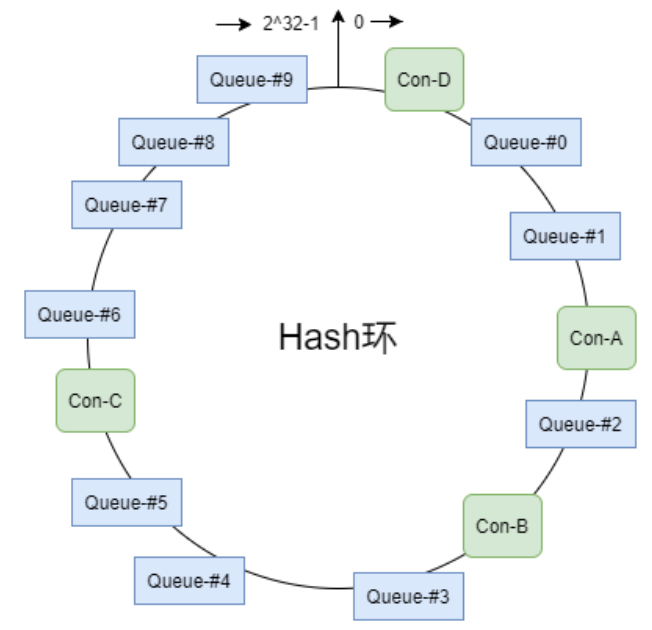 2^32-1 0
Con-D
Queue-#9
Queue-#0
Queue-#8
Queue-#7
Queue-#1
Queue-#6
Hash环
Con-A
Con-C
Queue-#2
Queue-#5
Con-B
Queue-#4
Queue-#3